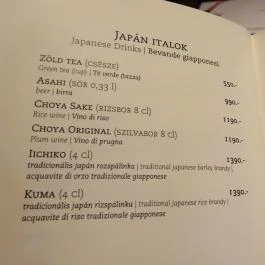 Japán italok
Japanese Drinks | Bevande giapponesi
Zöld tea (csésze) 550.-
Green tea (cup) | Tè verde (tazza)
Asahi (sör 0,33 l) 990.-
beer | birra
Choya Sake (rizsbor 8 cl) 1190.-
Rice wine | Vino di riso
Choya Original (szilvabor 8 cl) 1190.-
Plum wine | Vino di prugna
Iichiko (4 cl) 1390.-
tradicionális japán rozspálinka | traditional japanese barley brandy |
acquavite di orzo tradizionale giapponese
Kuma (4 cl) 1390.-
tradicionális japán rizspálinka | traditional japanese rice brandy |
acquavite di riso tradizionale giapponese